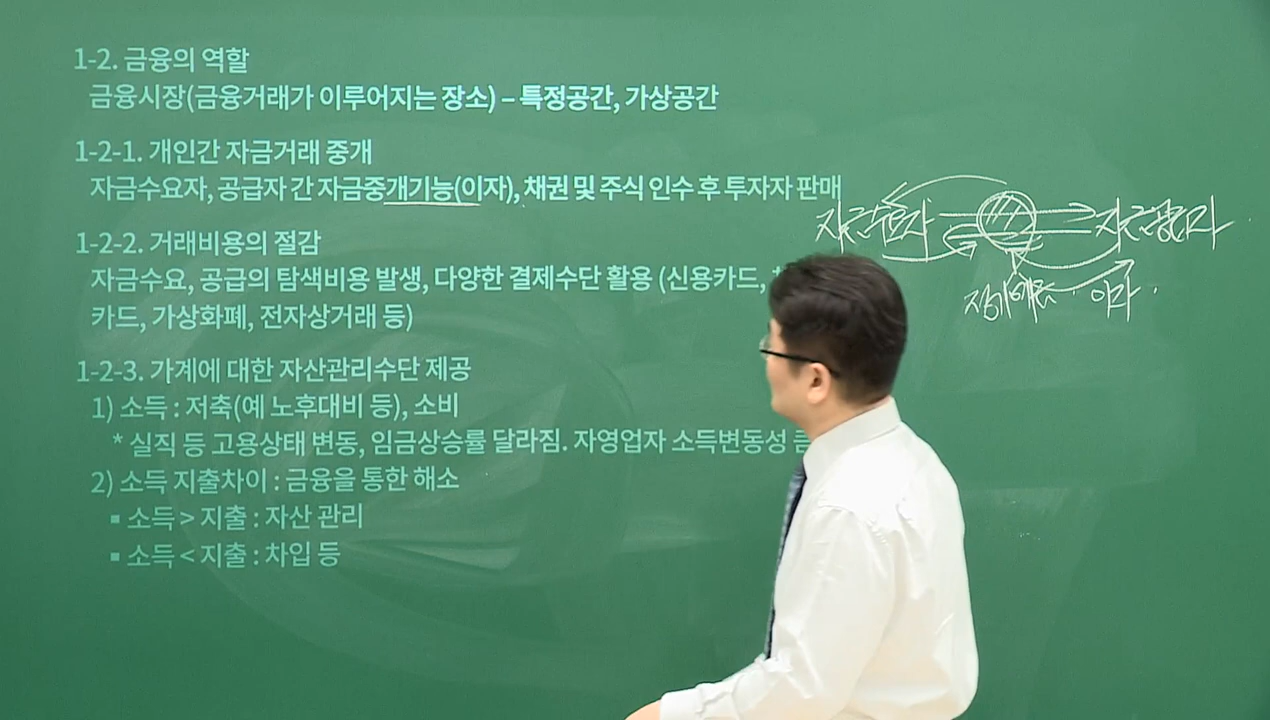 1-2. 금융의 역할
금융시장(금융거래가 이루어지는 장소) – 특정공간, 가상공간
1-2-1. 개인간 자금거래 중개
자금수요자, 공급자 간 자금중개기능(이자), 채권 및 주식 인수 후 투자자 판매
자금수요자 자금공급자
정기예금. 이자.
1-2-2. 거래비용의 절감
자금수요, 공급의 탐색비용 발생, 다양한 결제수단 활용 (신용카드,
카드, 가상화폐, 전자상거래 등)
1-2-3. 가계에 대한 자산관리수단 제공
1) 소득 : 저축(예 노후대비 등), 소비
* 실직 등 고용상태 변동, 임금상승률 달라짐. 자영업자 소득변동성
2) 소득 지출차이 : 금융을 통한 해소
▪ 소득 > 지출 : 자산 관리
▪ 소득 < 지출 : 차입 등